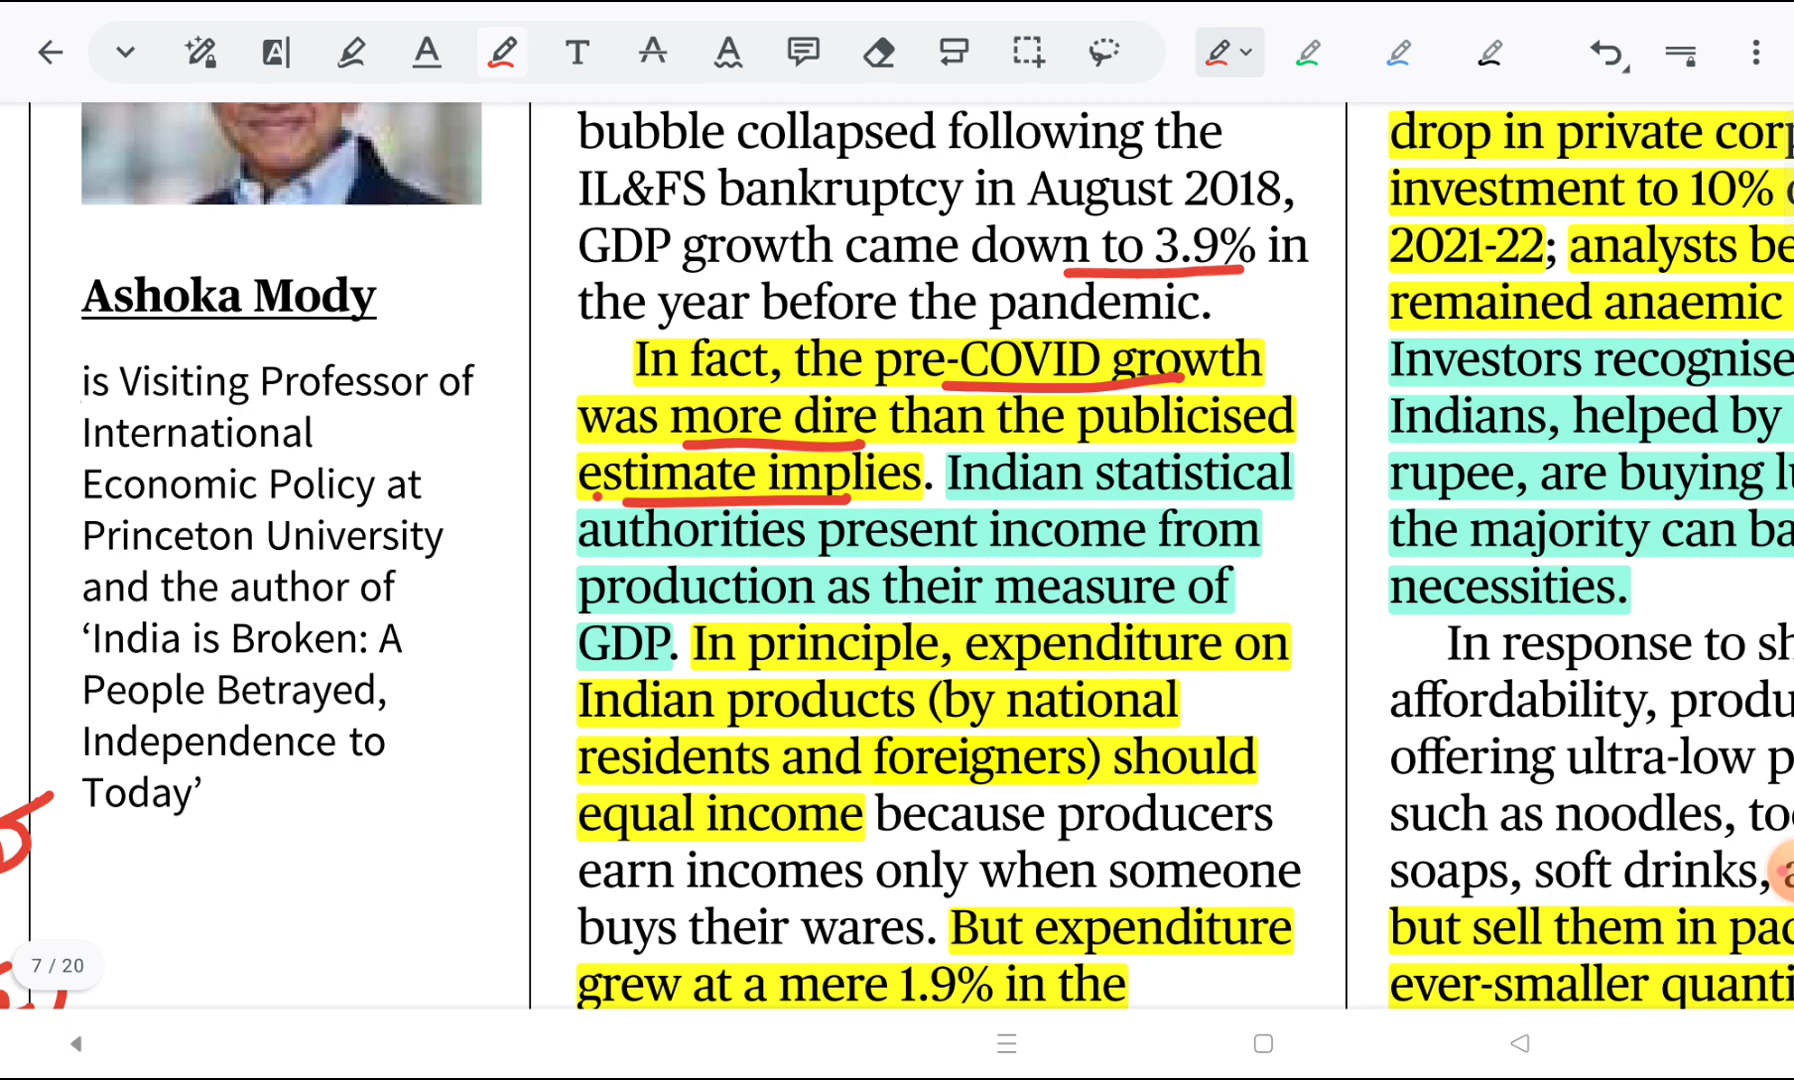 Ashoka Mody
is Visiting Professor of
International
Economic Policy at
Princeton University
and the author of
‘India is Broken: A
People Betrayed,
Independence to
Today’
7 / 20
bubble collapsed following the
IL&FS bankruptcy in August 2018,
GDP growth came down to 3.9% in
the year before the pandemic.
In fact, the pre-COVID growth
was more dire than the publicised
estimate implies. Indian statistical
authorities present income from
production as their measure of
GDP. In principle, expenditure on
Indian products (by national
residents and foreigners) should
equal income because producers
earn incomes only when someone
buys their wares. But expenditure
grew at a mere 1.9% in the
drop in private corp
investment to 10%
2021-22; analysts be
remained anaemic
Investors recognise
Indians, helped by
rupee, are buying lu
the majority can ba
necessities.
In response to sh
affordability, produ
offering ultra-low p
such as noodles, too
soaps, soft drinks,
but sell them in pac
ever-smaller quanti